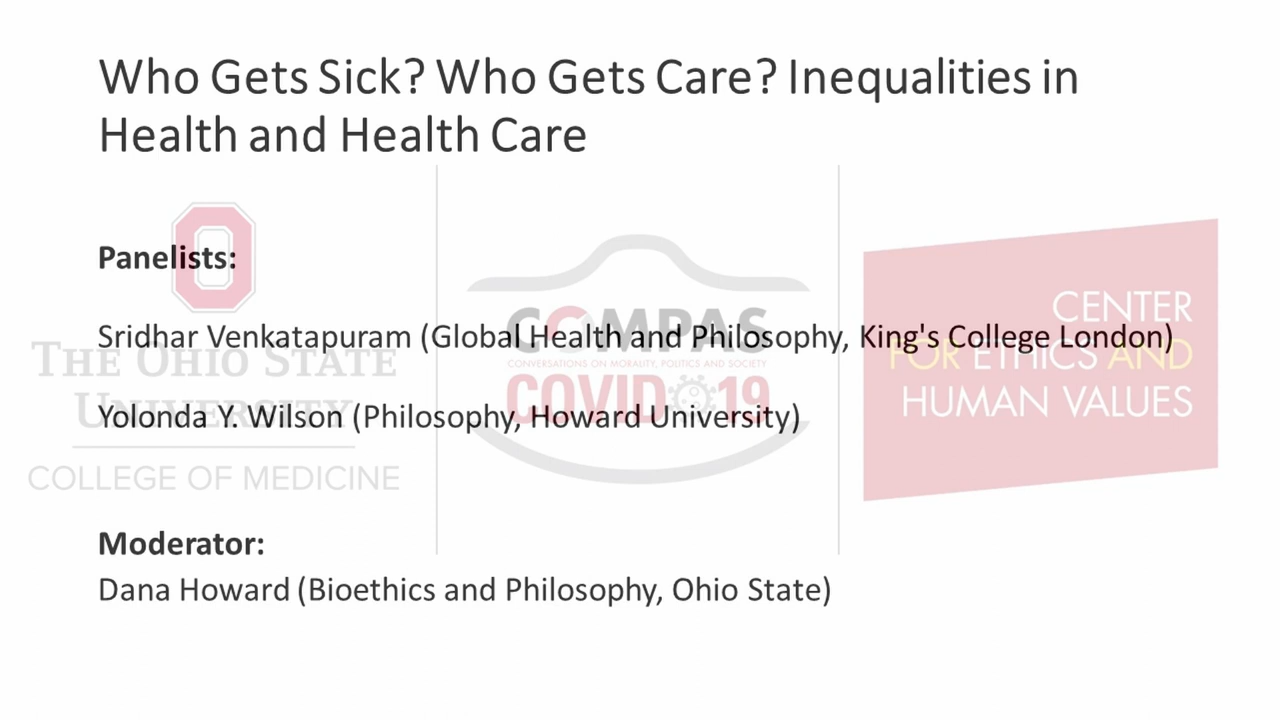 Who Gets Sick? Who Gets Care? Inequalities in
Health and Health Care
Panelists:
Sridhar Venkatapuram (Global Health and Philosophy, King's College London)
Yolonda Y. Wilson (Philosophy, Howard University)
Moderator:
Dana Howard (Bioethics and Philosophy, Ohio State)
THE OHIO STATE
UNIVERSITY
COLLEGE OF MEDICINE
COMPAS
CONVERSATIONS ON MORALITY, POLITICS AND SOCIETY
COVID 19
CENTER
FOR ETHICS AND
HUMAN VALUES